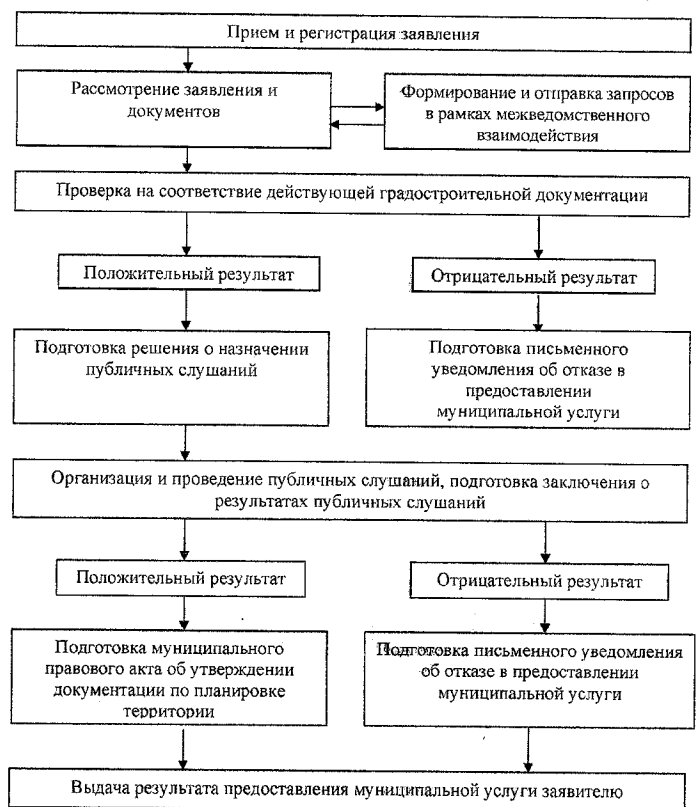 Прием и регистрация заявления
Рассмотрение заявления и
документов
Формирование и отправка запросов
в рамках межведомственного
взаимодействия
Проверка на соответствие действующей градостроительной документации
Положительный результат
Отрицательный результат
Подготовка решения о назначении
публичных слушаний
Подготовка письменного
уведомления об отказе в
предоставлении
муниципальной услуги
Организация и проведение публичных слушаний, подготовка заключения о
результатах публичных слушаний
Положительный результат
Отрицательный результат
Подготовка муниципального
правового акта об утверждении
документации по планировке
территории
Подготовка письменного уведомления
об отказе в предоставлении
муниципальной услуги
Выдача результата предоставления муниципальной услуги заявителю